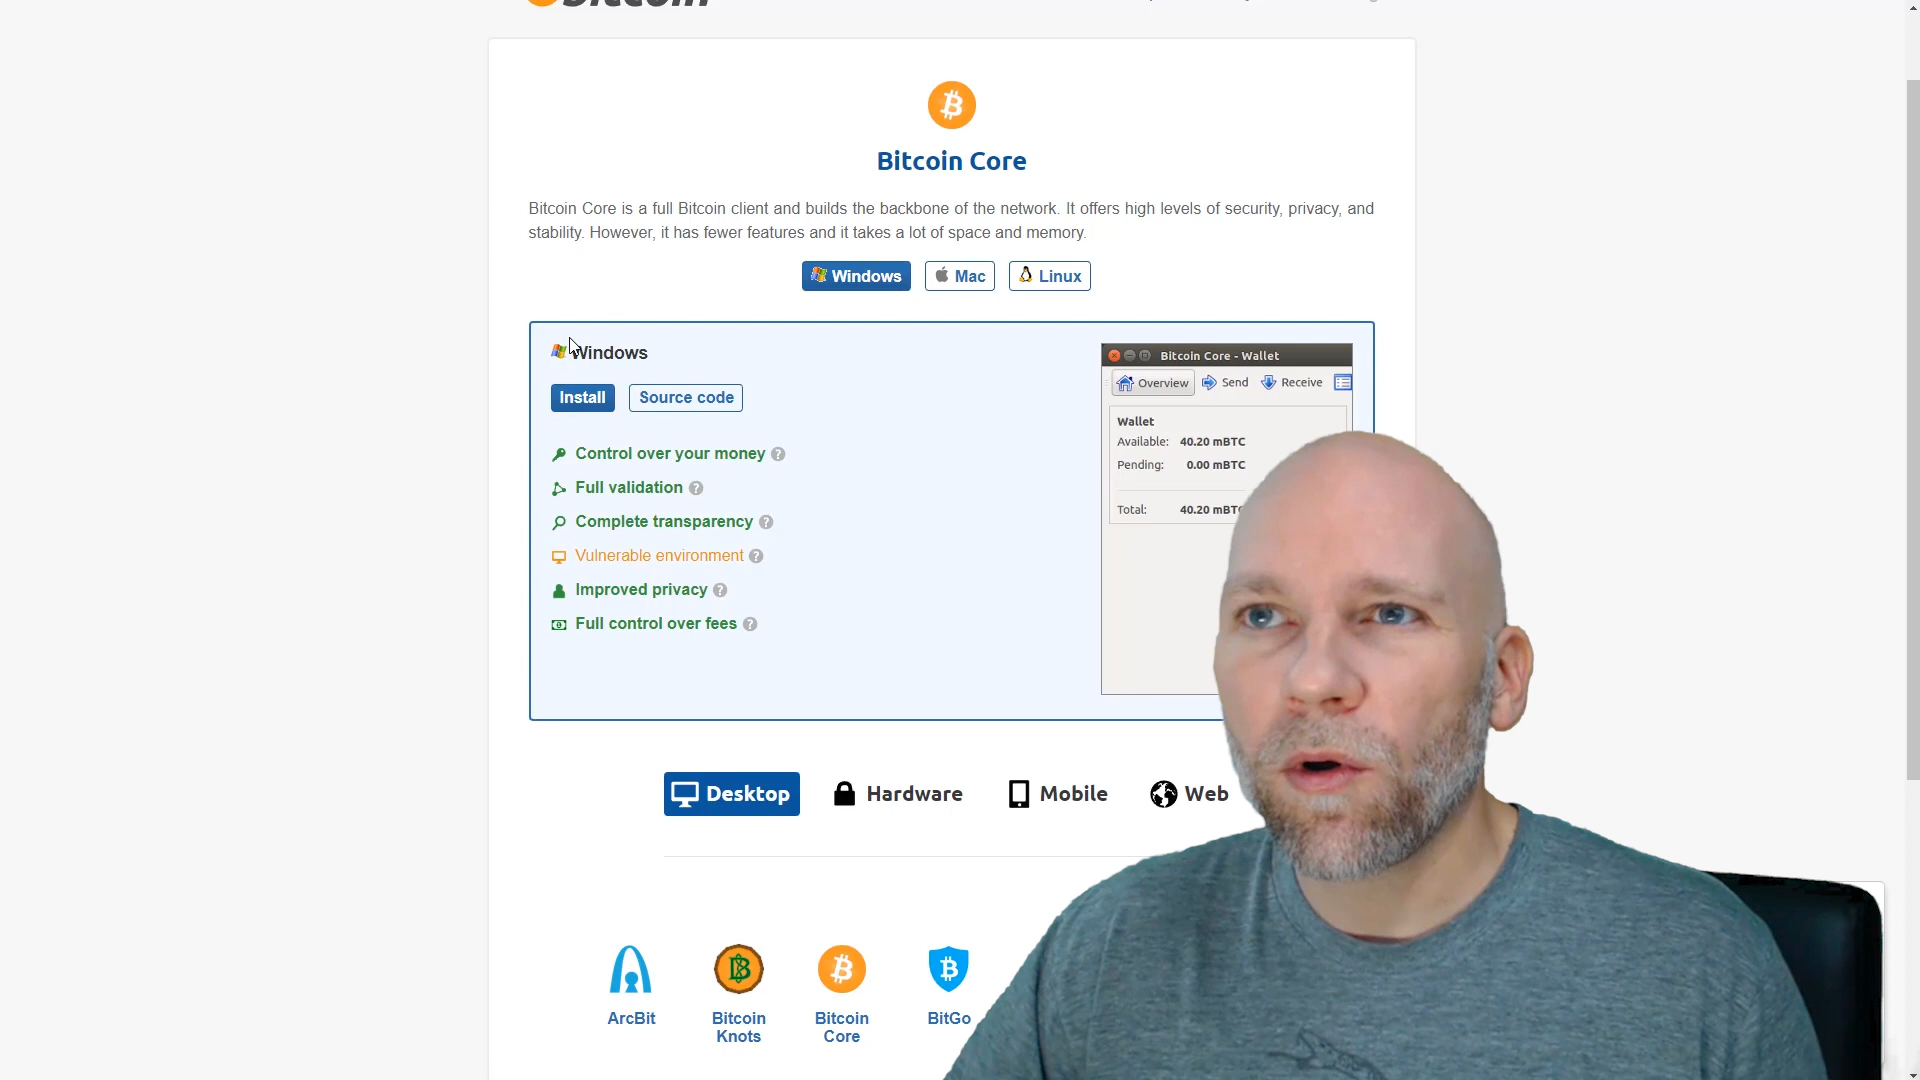 Bitcoin Core
Bitcoin Core is a full Bitcoin client and builds the backbone of the network. It offers high levels of security, privacy, and
stability. However, it has fewer features and it takes a lot of space and memory.
Windows Mac Linux
Windows
Install Source code
Control over your money ?
Full validation ?
Complete transparency ?
Vulnerable environment ?
Improved privacy ?
Full control over fees ?
Bitcoin Core - Wallet
Overview Send Receive
Wallet
Available: 40.20 mBTC
Pending: 0.00 mBTC
Total: 40.20 mBTC
Desktop Hardware Mobile Web
ArcBit
Bitcoin
Knots
Bitcoin
Core
BitGo